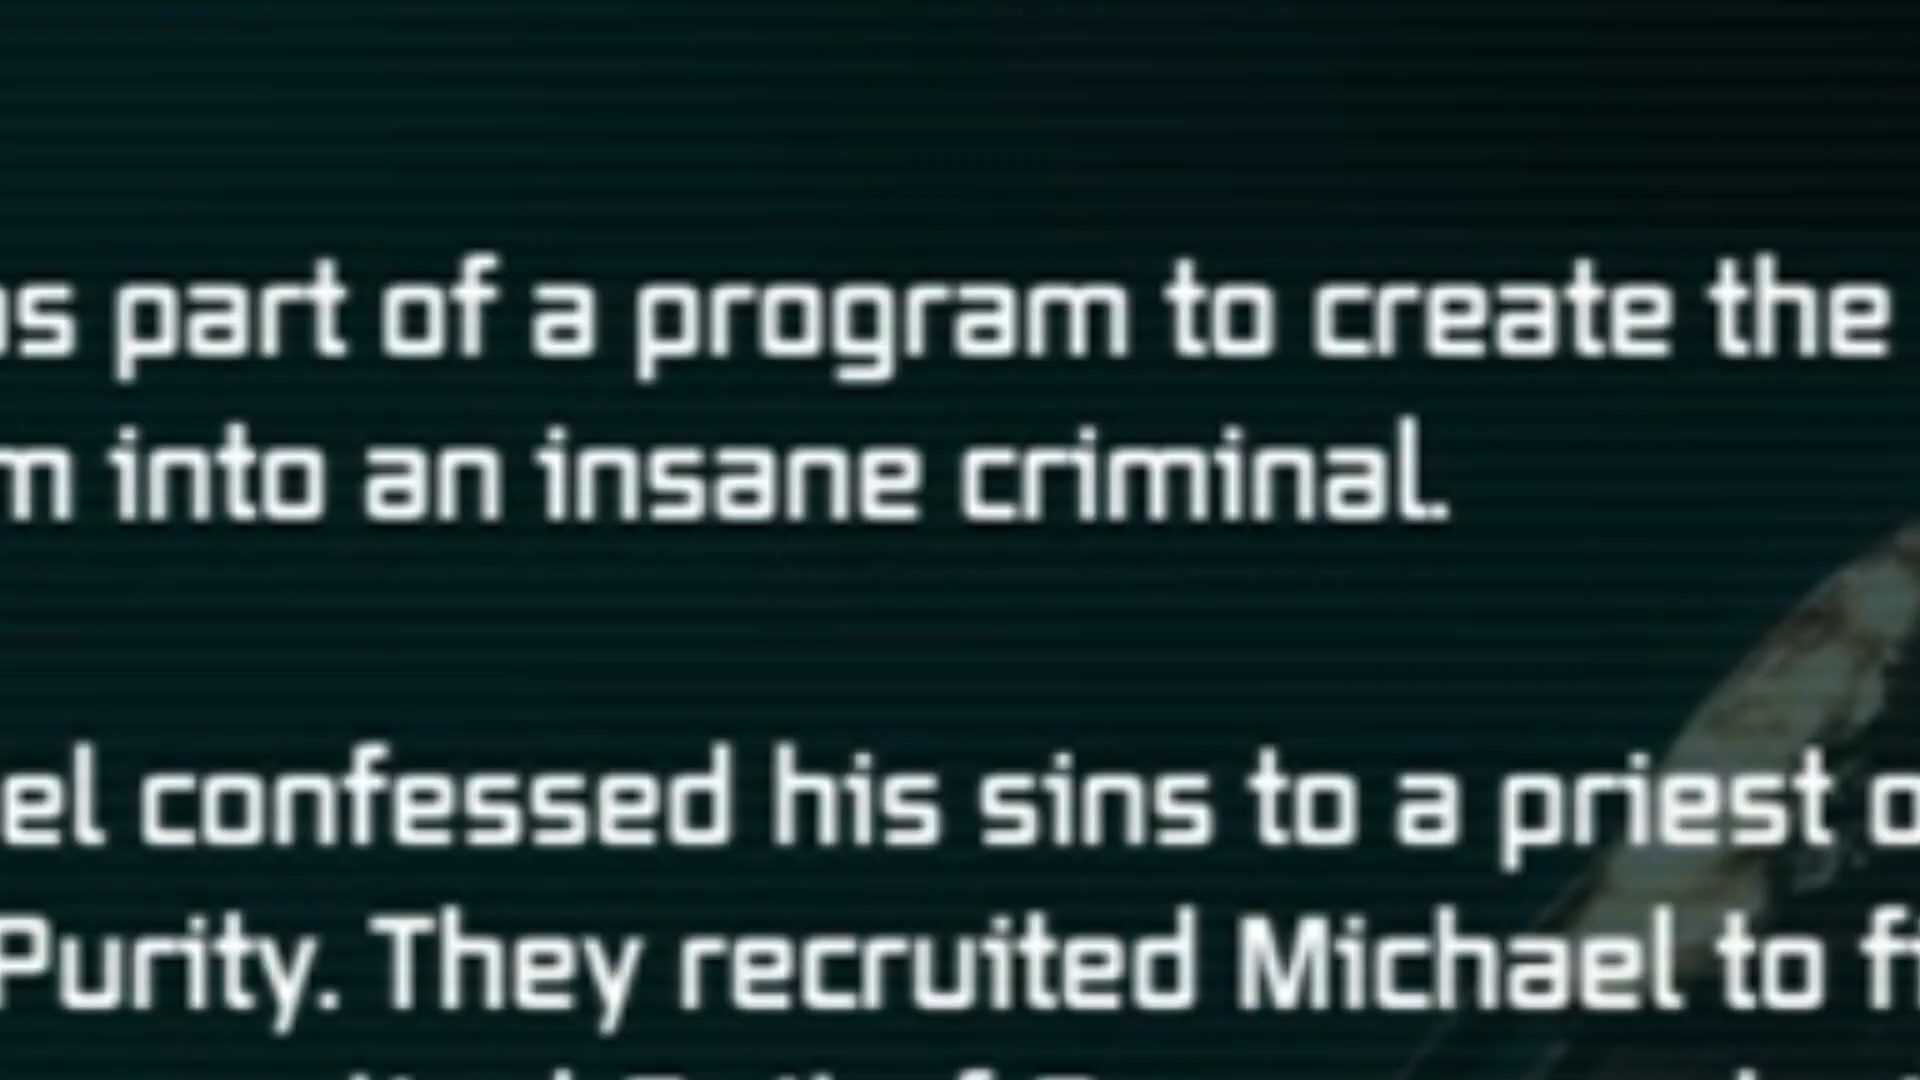 s part of a program to create the
m into an insane criminal.
el confessed his sins to a priest
Purity. They recruited Michael to